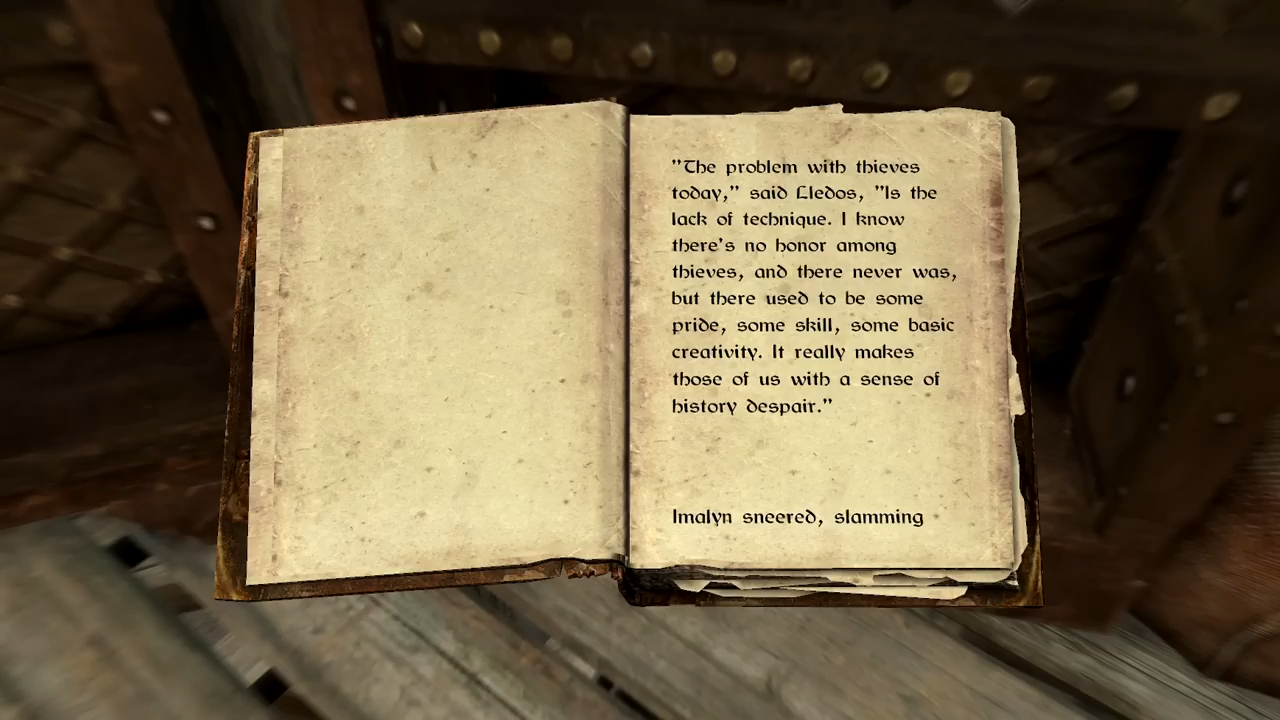 "The problem with thieves
today," said Lledos, "Is the
lack of technique. I know
there's no honor among
thieves, and there never was,
but there used to be some
pride, some skill, some basic
creativity. It really makes
those of us with a sense of
history despair."
Imalyn sneered, slamming